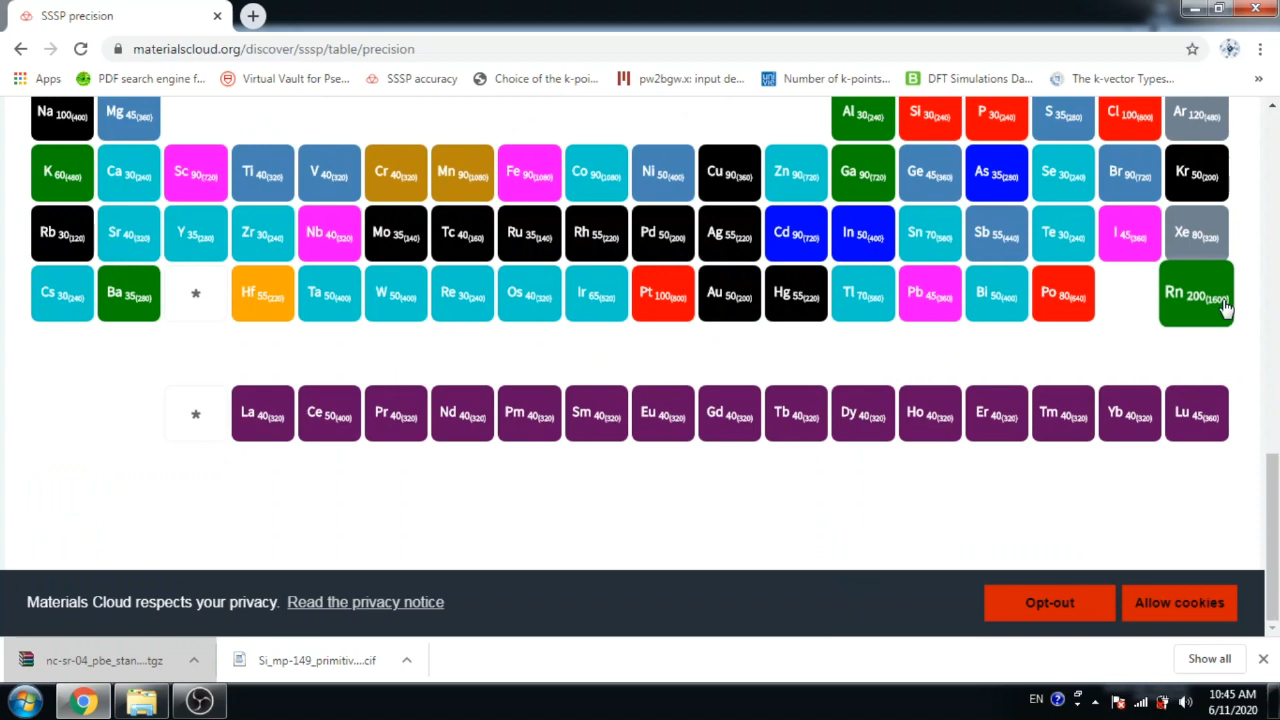 SSSP precision
materialscloud.org/discover/sssp/table/precision
Apps PDF search engine f... Virtual Vault for Pse... SSSP accuracy Choice of the k-poi... pw2bgw.x: input de... Number of k-points... DFT Simulations Da... The k-vector Types... »
Na 100(400) Mg 45(360) Al 30(240) Si 30(240) P 30(240) S 35(280) Cl 100(800) Ar 120(480)
K 60(480) Ca 30(240) Sc 90(720) Ti 40(320) V 40(320) Cr 40(320) Mn 90(1080) Fe 90(1080) Co 90(1080) Ni 50(400) Cu 90(360) Zn 90(720) Ga 90(720) Ge 45(360) As 35(280) Se 30(240) Br 90(720) Kr 50(200)
Rb 30(120) Sr 40(320) Y 35(280) Zr 30(240) Nb 40(320) Mo 35(140) Tc 40(160) Ru 35(140) Rh 55(220) Pd 50(200) Ag 55(220) Cd 90(720) In 50(400) Sn 70(560) Sb 55(440) Te 30(240) I 45(360) Xe 80(320)
Cs 30(240) Ba 35(280) * Hf 55(220) Ta 50(400) W 50(400) Re 30(240) Os 40(320) Ir 65(520) Pt 100(800) Au 50(200) Hg 55(220) Tl 70(560) Pb 45(360) Bi 50(400) Po 80(640) Rn 200(1600)
* La 40(320) Ce 50(400) Pr 40(320) Nd 40(320) Pm 40(320) Sm 40(320) Eu 40(320) Gd 40(320) Tb 40(320) Dy 40(320) Ho 40(320) Er 40(320) Tm 40(320) Yb 40(320) Lu 45(360)
Materials Cloud respects your privacy. Read the privacy notice Opt-out Allow cookies
nc-sr-04_pbe_stan....tgz Si_mp-149_primitiv....cif Show all
EN 10:45 AM
6/11/2020